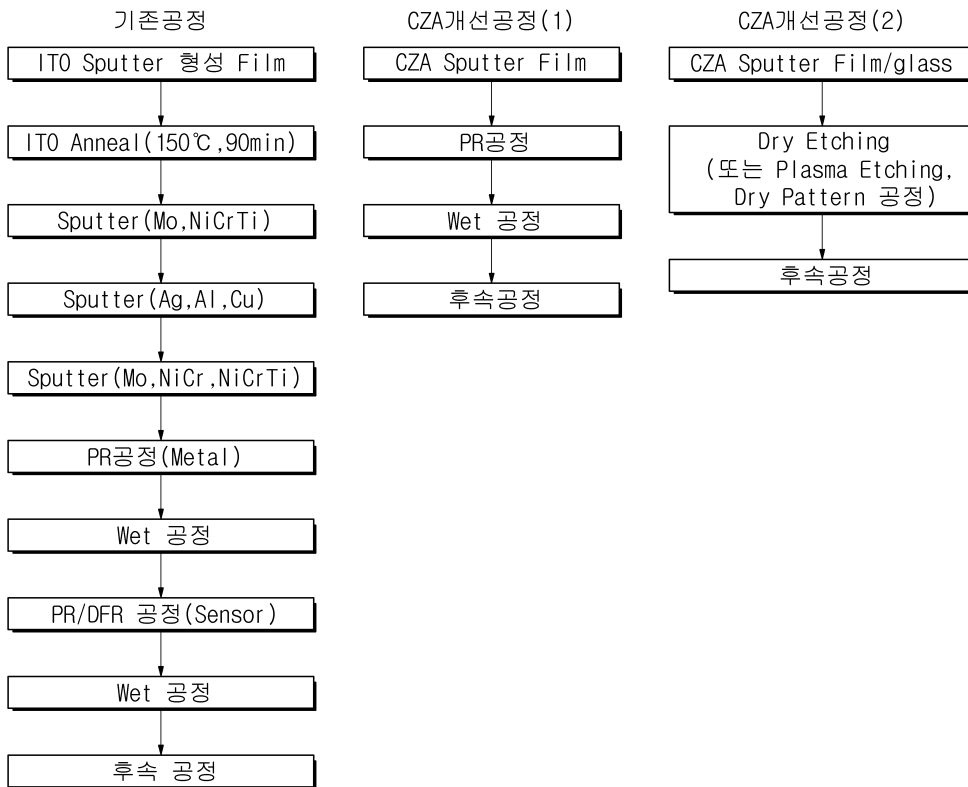 기존공정
ITO Sputter 형성 Film
ITO Anneal(150℃,90min)
Sputter(Mo,NiCrTi)
Sputter(Ag,Al,Cu)
Sputter(Mo,NiCr,NiCrTi)
PR공정(Metal)
Wet 공정
PR/DFR 공정(Sensor)
Wet 공정
후속 공정
CZA개선공정(1)
CZA Sputter Film
PR공정
Wet 공정
후속공정
CZA개선공정(2)
CZA Sputter Film/glass
Dry Etching
(또는 Plasma Etching,
Dry Pattern 공정)
후속공정